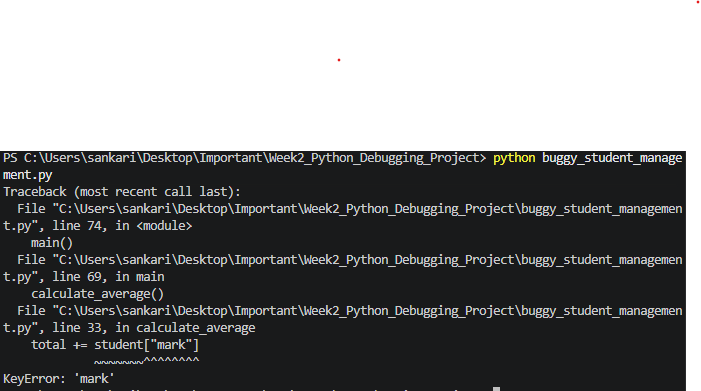 PS C:\Users\sankari\Desktop\Important\Week2_Python_Debugging_Project> python buggy_student_manage
ment.py
Traceback (most recent call last):
  File "C:\Users\sankari\Desktop\Important\Week2_Python_Debugging_Project\buggy_student_managemen
t.py", line 74, in <module>
    main()
  File "C:\Users\sankari\Desktop\Important\Week2_Python_Debugging_Project\buggy_student_managemen
t.py", line 69, in main
    calculate_average()
  File "C:\Users\sankari\Desktop\Important\Week2_Python_Debugging_Project\buggy_student_managemen
t.py", line 33, in calculate_average
    total += student["mark"]
             ~~~~~~~^^^^^^^^
KeyError: 'mark'